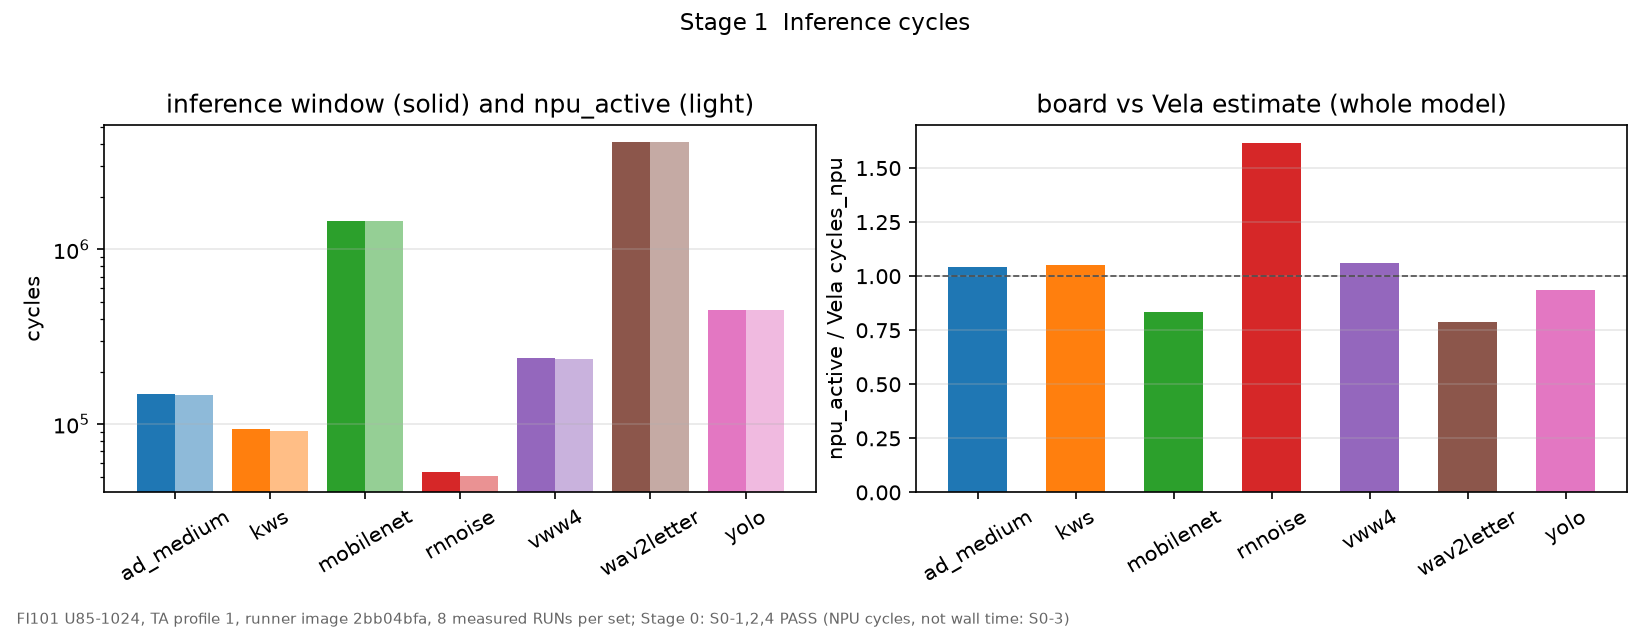 Stage 1  Inference cycles
inference window (solid) and npu_active (light)
cycles
10⁶
10⁵
ad_medium
kws
mobilenet
rnnoise
vww4
wav2letter
yolo
board vs Vela estimate (whole model)
npu_active / Vela cycles_npu
1.50
1.25
1.00
0.75
0.50
0.25
0.00
ad_medium
kws
mobilenet
rnnoise
vww4
wav2letter
yolo
FI101 U85-1024, TA profile 1, runner image 2bb04bfa, 8 measured RUNs per set; Stage 0: S0-1,2,4 PASS (NPU cycles, not wall time: S0-3)